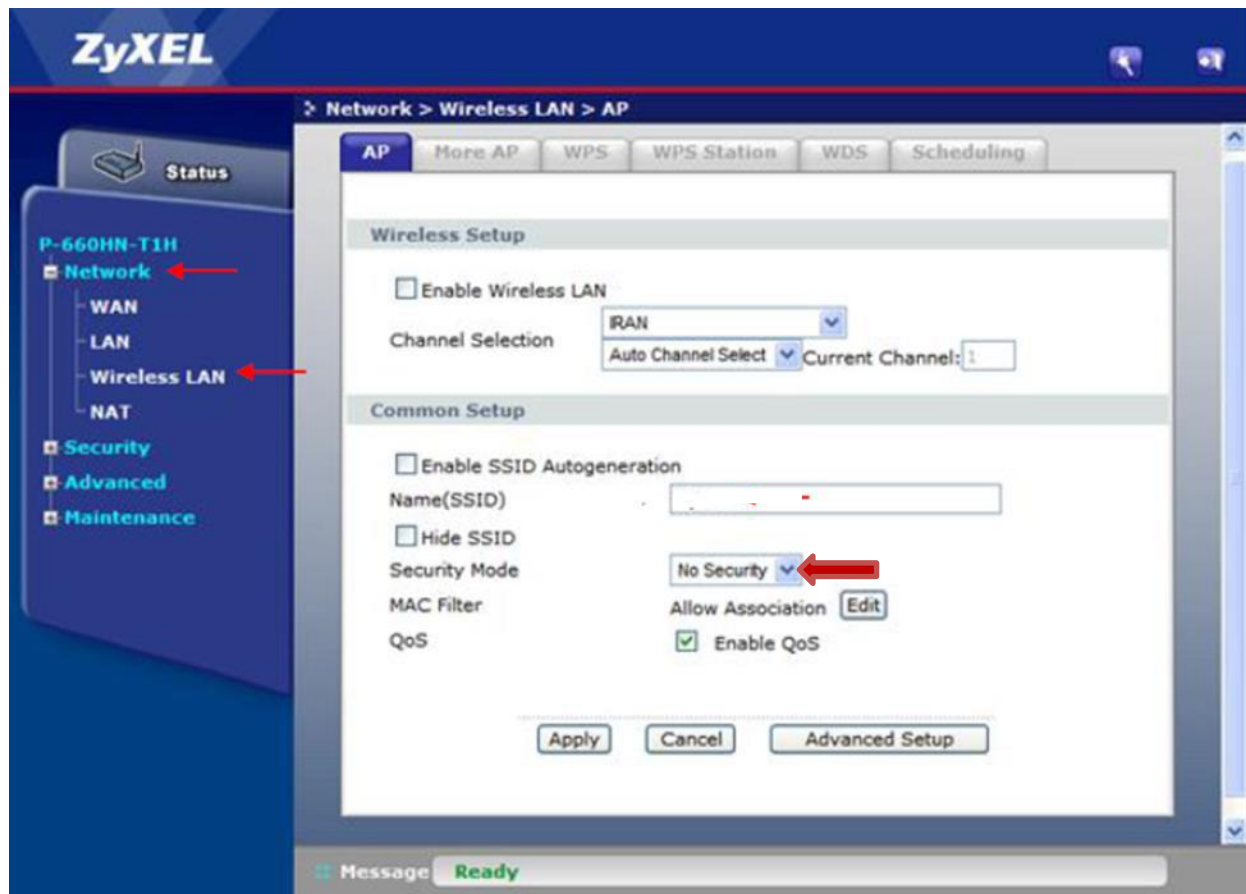 ZyXEL
Network > Wireless LAN > AP
Status
P-660HN-T1H
Network
WAN
LAN
Wireless LAN
NAT
Security
Advanced
Maintenance
AP More AP WPS WPS Station WDS Scheduling
Wireless Setup
Enable Wireless LAN
Channel Selection IRAN
Auto Channel Select Current Channel: 1
Common Setup
Enable SSID Autogeneration
Name(SSID)
Hide SSID
Security Mode No Security
MAC Filter Allow Association Edit
QoS Enable QoS
Apply Cancel Advanced Setup
Message Ready